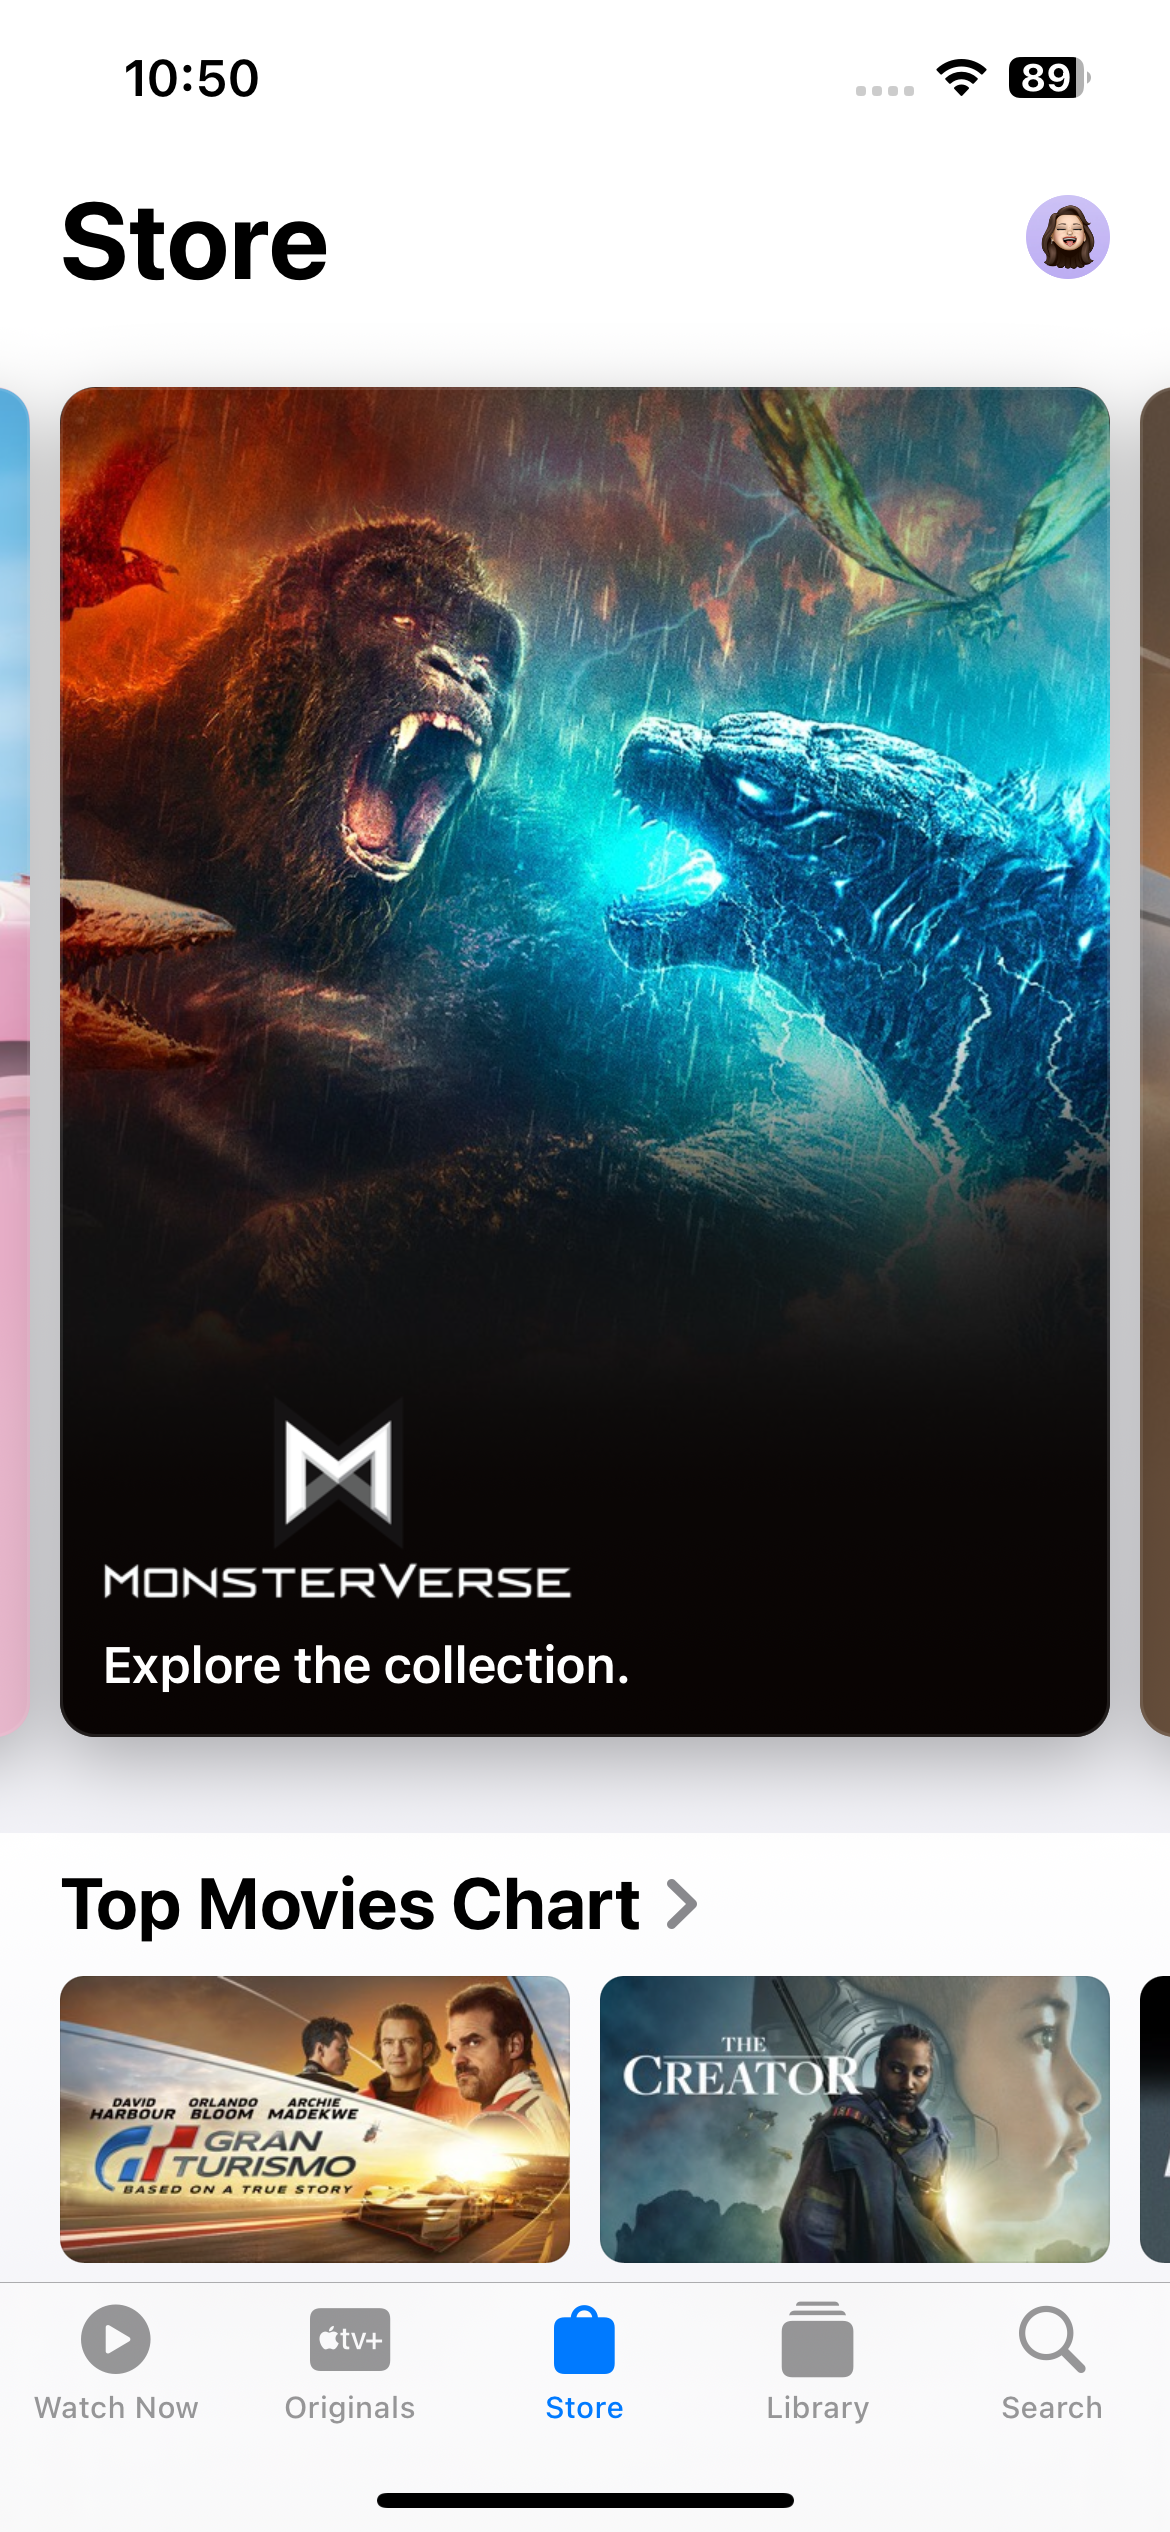 10:50
89
Store
M
MONSTERVERSE
Explore the collection.
Top Movies Chart
DAVID HARBOUR
ORLANDO BLOOM
ARCHIE MADEKWE
GRAN
TURISMO
BASED ON A TRUE STORY
THE
CREATOR
tv+
Watch Now
Originals
Store
Library
Search